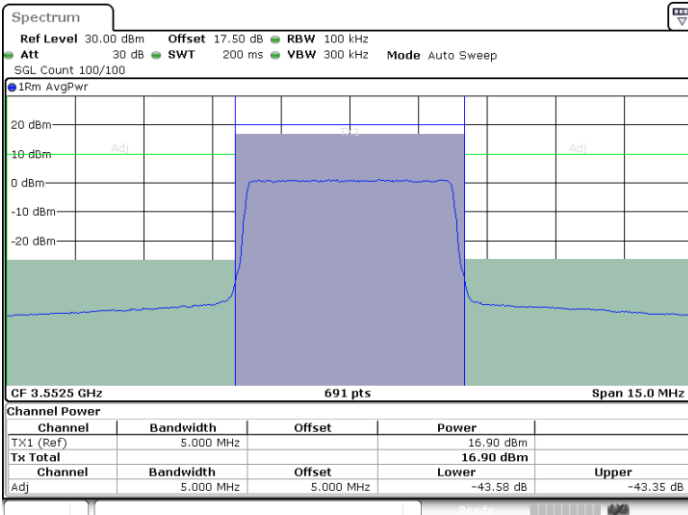 Spectrum
Ref Level 30.00 dBm Offset 17.50 dB RBW 100 kHz
Att 30 dB SWT 200 ms VBW 300 kHz Mode Auto Sweep
SGL Count 100/100
1Rm AvgPwr
20 dBm
Tx1
Adj
Adj
10 dBm
0 dBm
-10 dBm
-20 dBm
CF 3.5525 GHz 691 pts Span 15.0 MHz
Channel Power
Channel Bandwidth Offset Power
TX1 (Ref) 5.000 MHz 16.90 dBm
Tx Total 16.90 dBm
Channel Bandwidth Offset Lower Upper
Adj 5.000 MHz 5.000 MHz -43.58 dB -43.35 dB
Ready